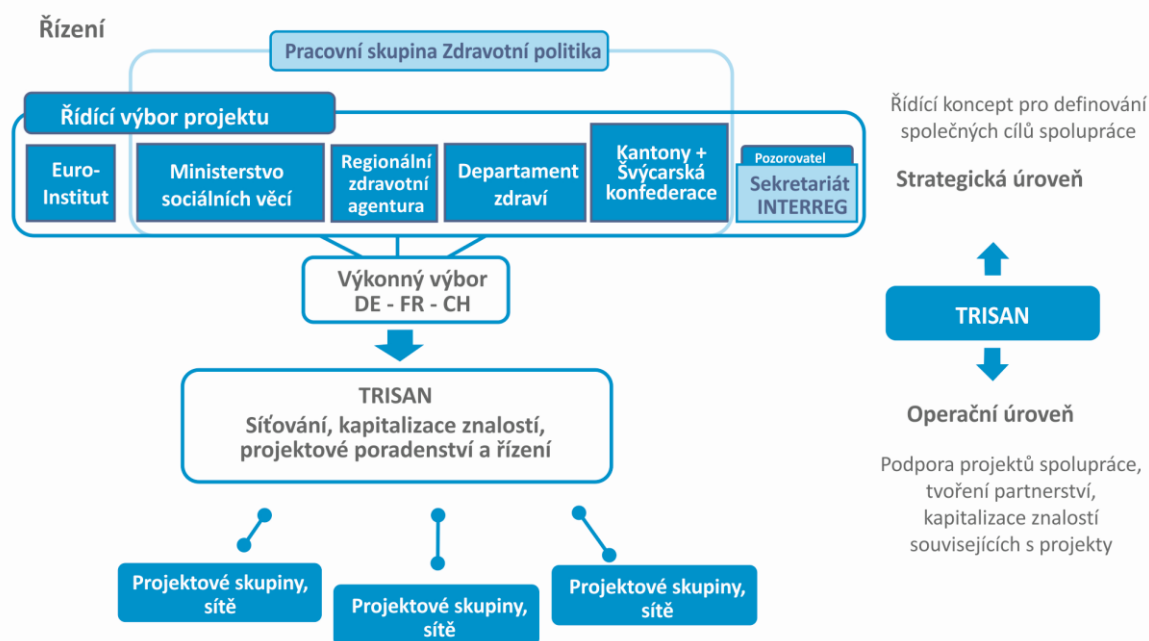 Řízení
Pracovní skupina Zdravotní politika
Řídící výbor projektu
Euro-
Institut
Ministerstvo
sociálních věcí
Regionální
zdravotní
agentura
Departament
zdraví
Kantony +
Švýcarská
konfederace
Pozorovatel
Sekretariát
INTERREG
Výkonný výbor
DE - FR - CH
TRISAN
Síťování, kapitalizace znalostí,
projektové poradenství a řízení
Projektové skupiny,
sítě
Projektové skupiny,
sítě
Projektové skupiny,
sítě
Řídící koncept pro definování
společných cílů spolupráce
Strategická úroveň
TRISAN
Operační úroveň
Podpora projektů spolupráce,
tvoření partnerství,
kapitalizace znalostí
souvisejících s projekty